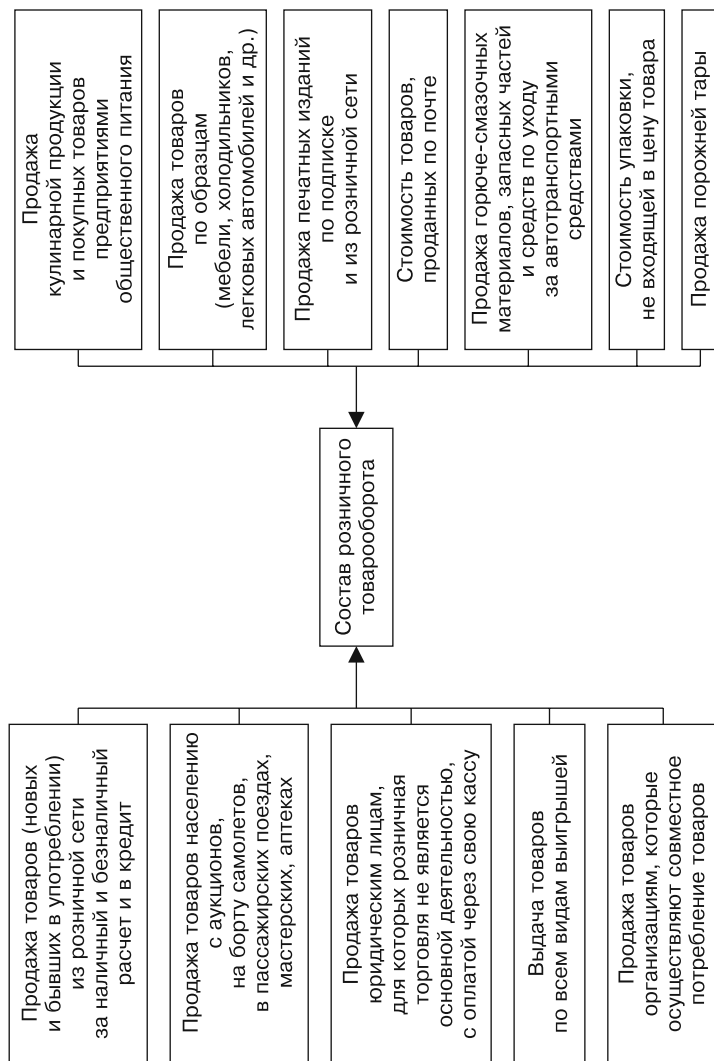 Продажа товаров (новых
и бывших в употреблении)
из розничной сети
за наличный и безналичный
расчет и в кредит
Продажа товаров населению
с аукционов,
на борту самолетов,
в пассажирских поездах,
мастерских, аптеках
Продажа товаров
юридическим лицам,
для которых розничная
торговля не является
основной деятельностью,
с оплатой через свою кассу
Выдача товаров
по всем видам выигрышей
Продажа товаров
организациям, которые
осуществляют совместное
потребление товаров
Состав розничного
товарооборота
Продажа
кулинарной продукции
и покупных товаров
предприятиями
общественного питания
Продажа товаров
по образцам
(мебели, холодильников,
легковых автомобилей и др.)
Продажа печатных изданий
по подписке
и из розничной сети
Стоимость товаров,
проданных по почте
Продажа горюче-смазочных
материалов, запасных частей
и средств по уходу
за автотранспортными
средствами
Стоимость упаковки,
не входящей в цену товара
Продажа порожней тары